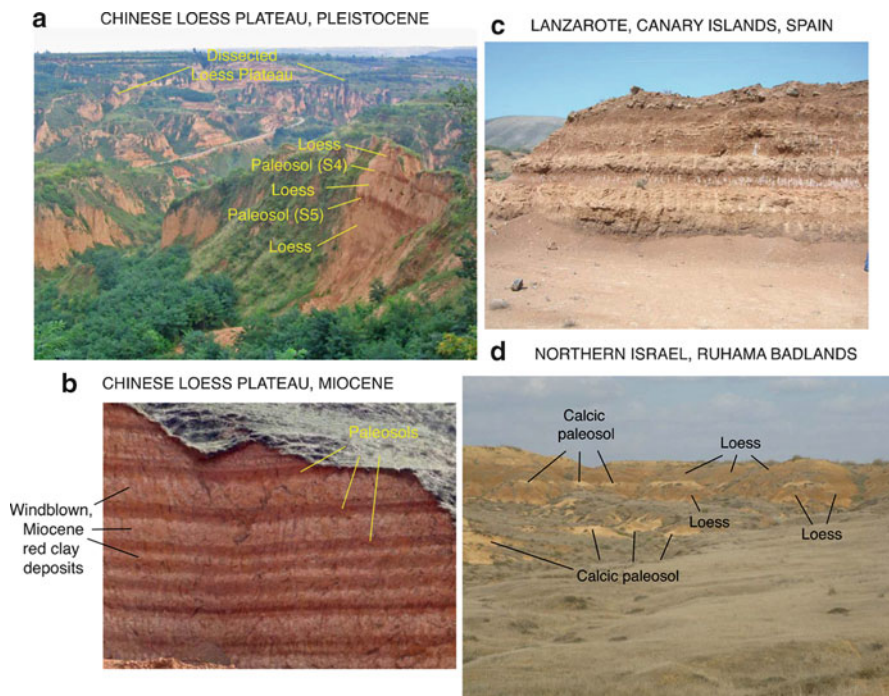 a CHINESE LOESS PLATEAU, PLEISTOCENE
Dissected
Loess Plateau
Loess
Paleosol (S4)
Loess
Paleosol (S5)
Loess
b CHINESE LOESS PLATEAU, MIOCENE
Paleosols
Windblown,
Miocene
red clay
deposits
c LANZAROTE, CANARY ISLANDS, SPAIN
d NORTHERN ISRAEL, RUHAMA BADLANDS
Calcic
paleosol
Loess
Loess
Loess
Calcic paleosol